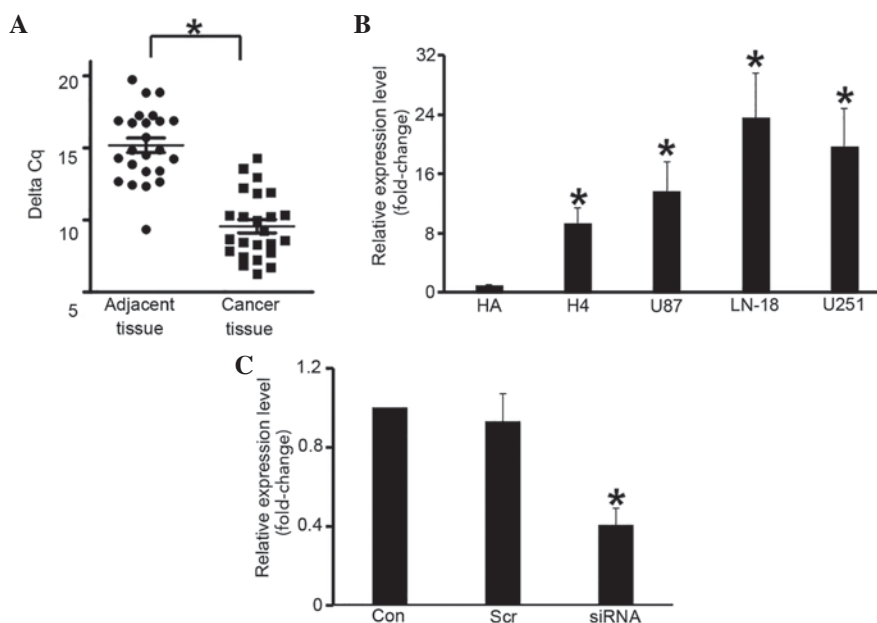 A
*
Delta Cq
20
15
10
5
Adjacent
tissue
Cancer
tissue
B
Relative expression level
(fold-change)
32
24
16
8
0
*
*
*
*
HA
H4
U87
LN-18
U251
C
Relative expression level
(fold-change)
1.2
0.8
0.4
0
*
Con
Scr
siRNA